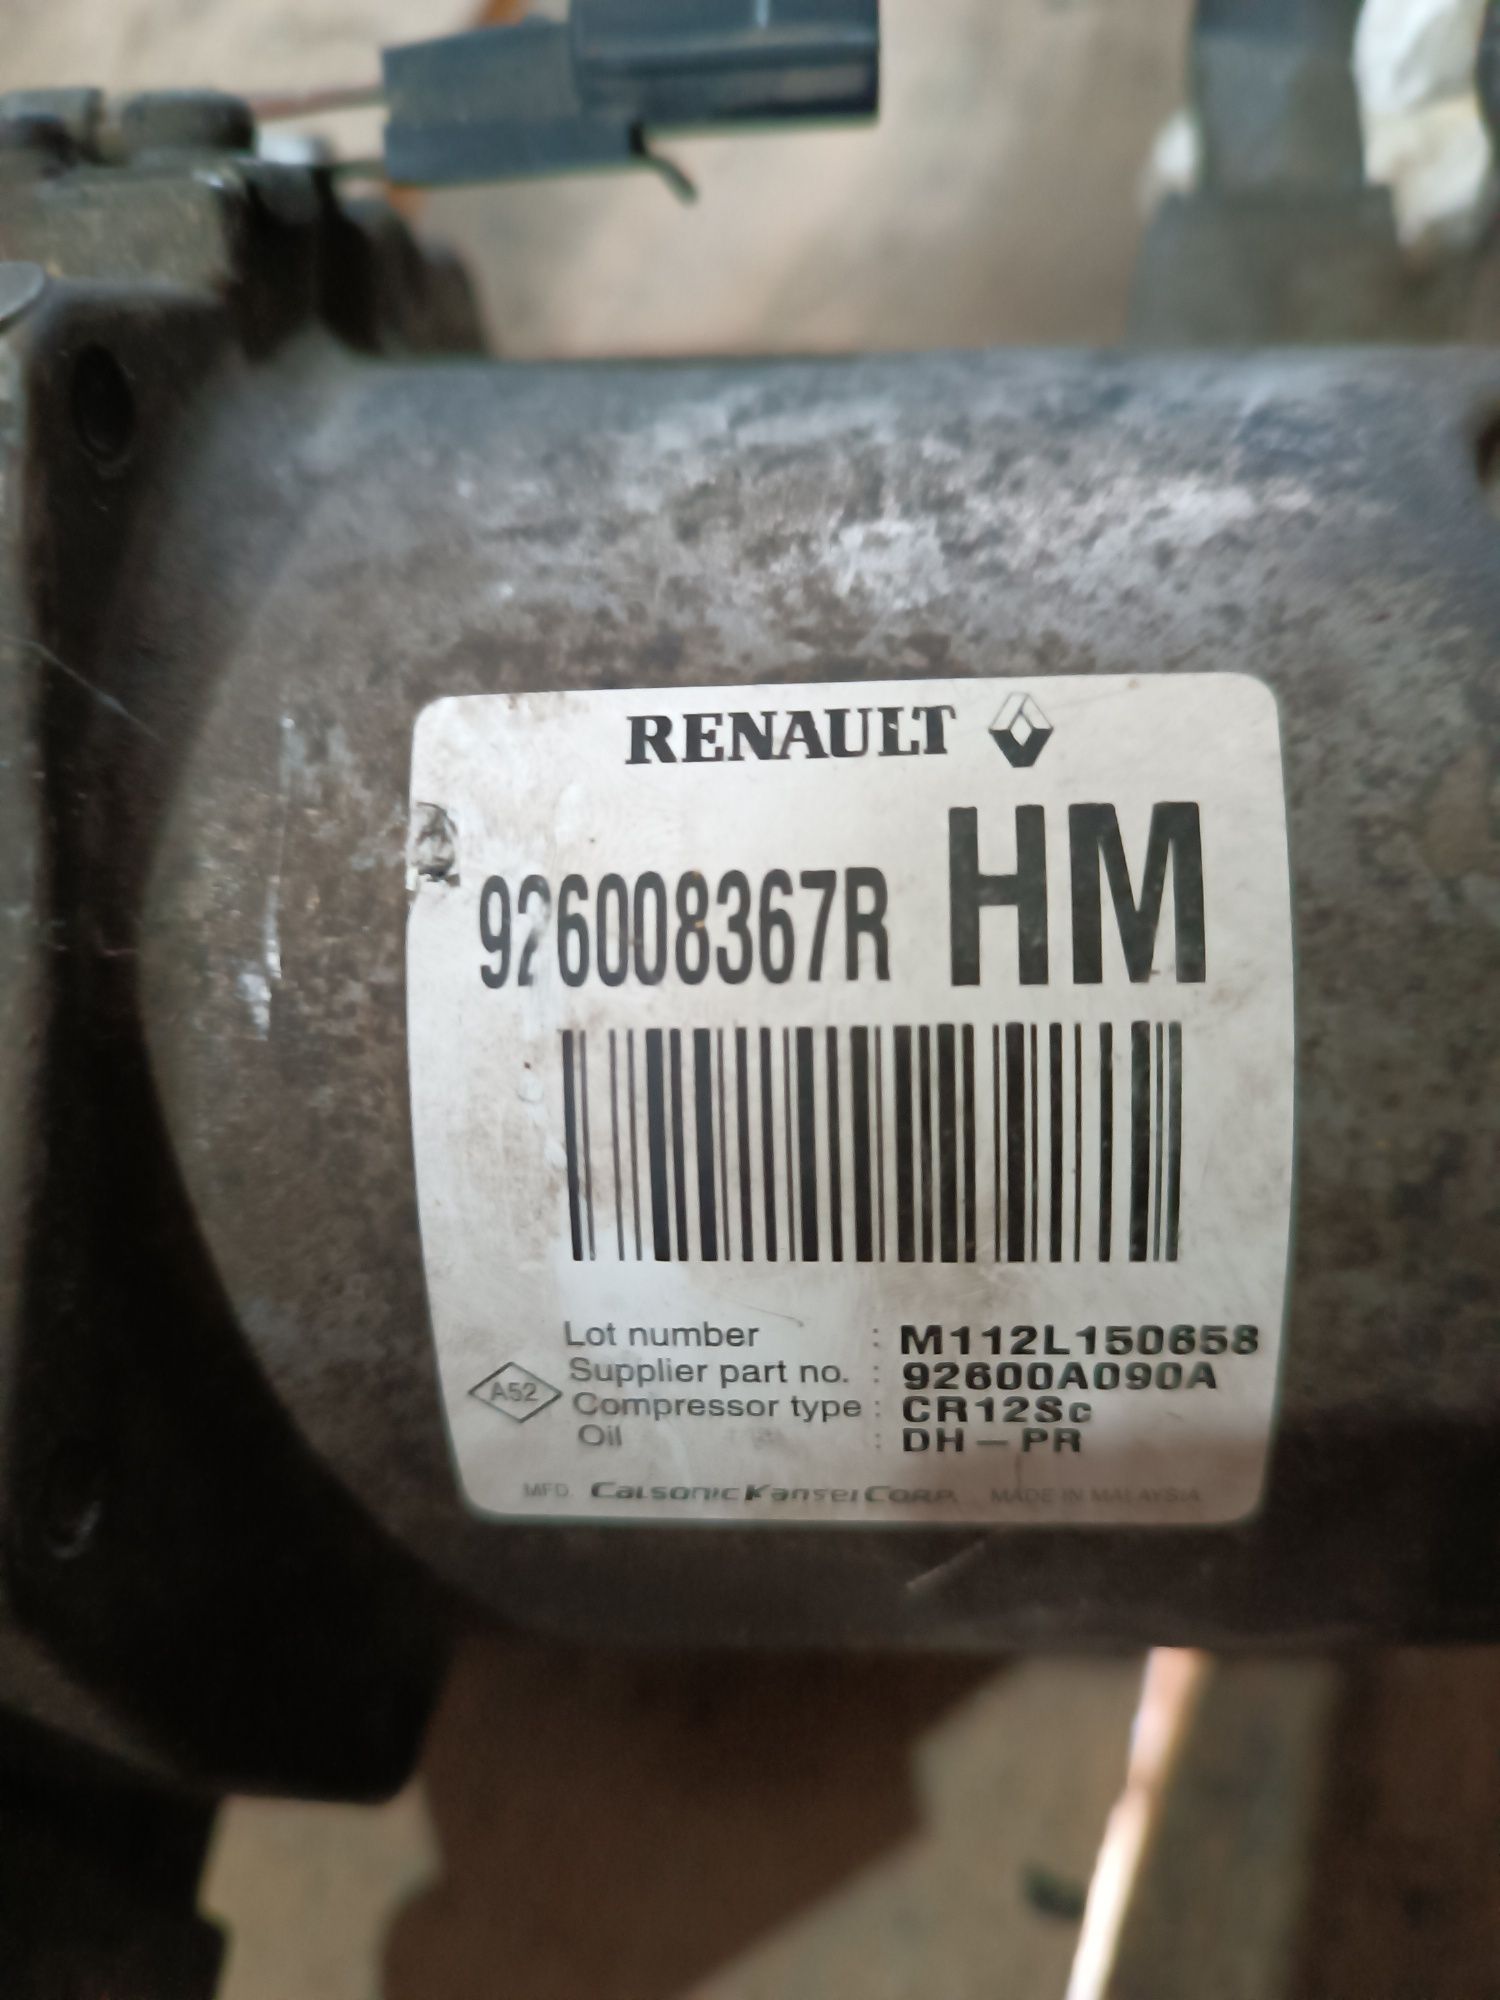 RENAULT
926008367R HM
Lot number : M112L150658
Supplier part no. : 92600A090A
A52
Compressor type : CR12Sc
Oil : DH-PR
MFD. CalsonicKansei Corp. MADE IN MALAYSIA